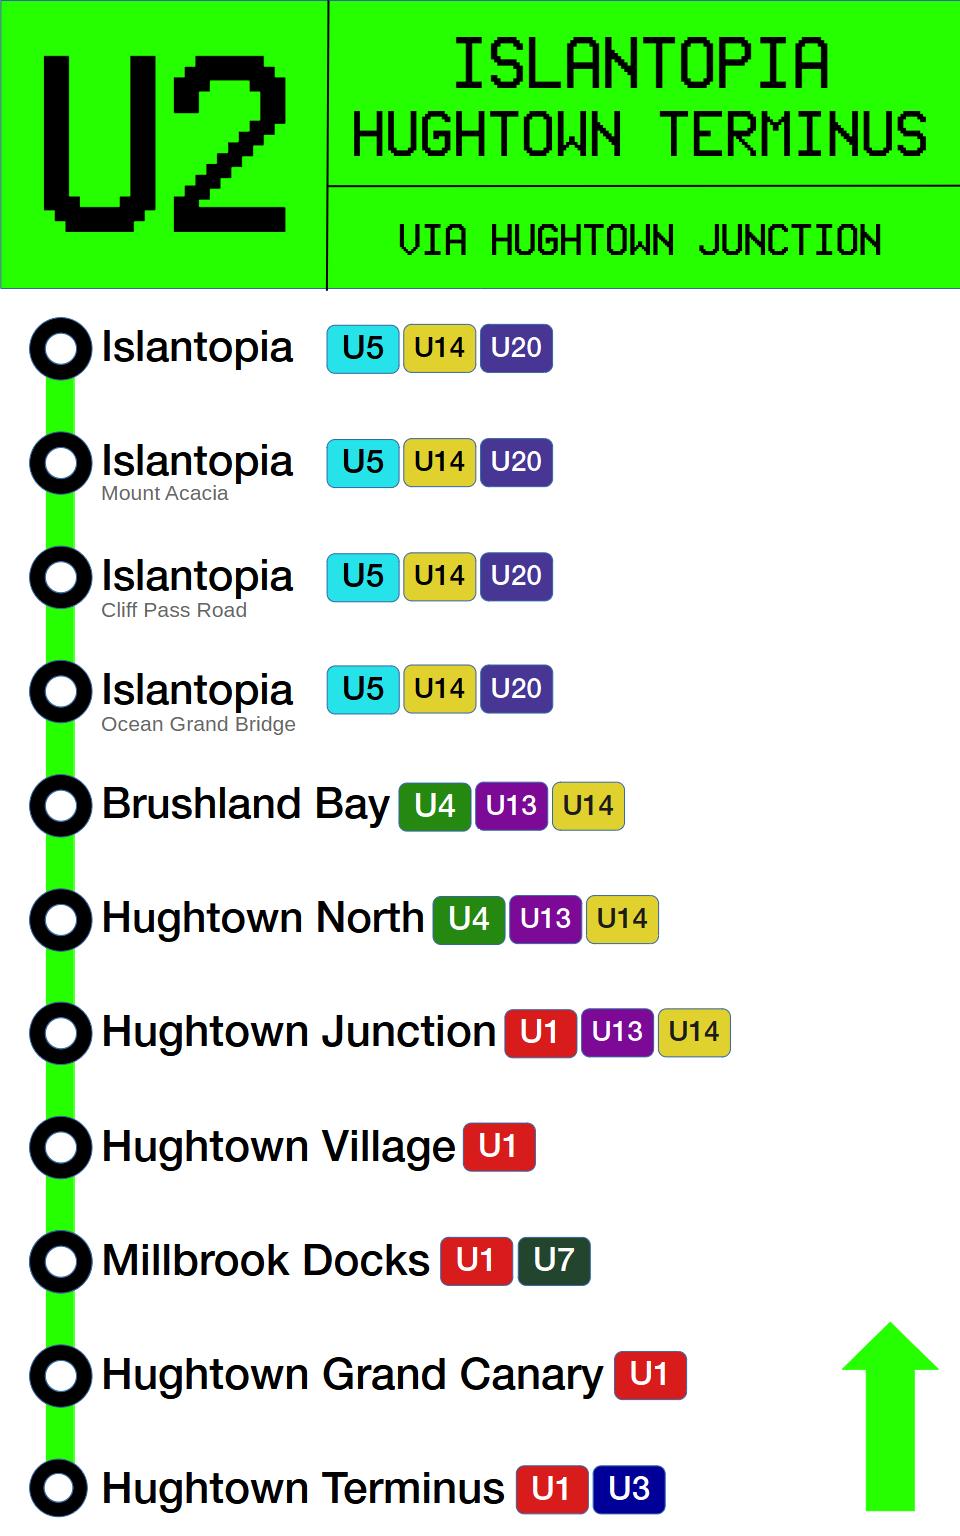 U2
ISLANTOPIA
HUGHTOWN TERMINUS
VIA HUGHTOWN JUNCTION
Islantopia U5 U14 U20
Islantopia U5 U14 U20
Mount Acacia
Islantopia U5 U14 U20
Cliff Pass Road
Islantopia U5 U14 U20
Ocean Grand Bridge
Brushland Bay U4 U13 U14
Hughtown North U4 U13 U14
Hughtown Junction U1 U13 U14
Hughtown Village U1
Millbrook Docks U1 U7
Hughtown Grand Canary U1
Hughtown Terminus U1 U3